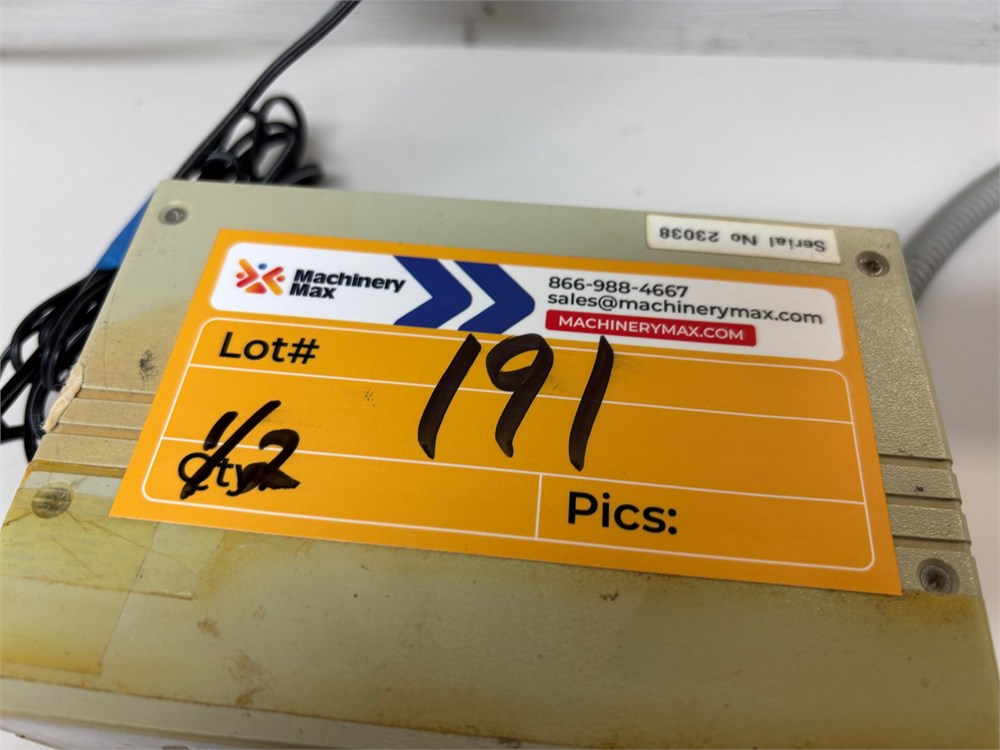 Serial No 23038
Machinery
Max
866-988-4667
sales@machinerymax.com
MACHINERYMAX.COM
Lot# 191
1/2
Qty:
Pics: